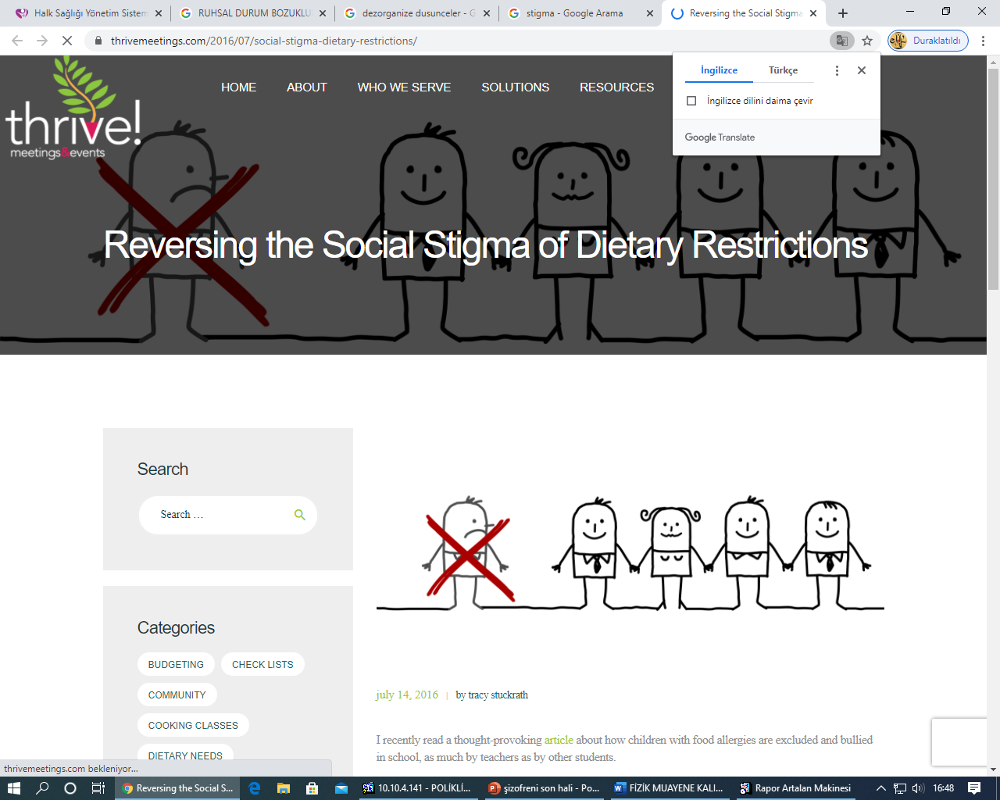 Halk Sağlığı Yönetim Sistem
RUHSAL DURUM BOZUKLU
dezorganize dusunceler - G
stigma - Google Arama
Reversing the Social Stigma
thrivemeetings.com/2016/07/social-stigma-dietary-restrictions/
Duraklatıldı
İngilizce
Türkçe
İngilizce dilini daima çevir
Google Translate
thrive!
meetings&events
HOME
ABOUT
WHO WE SERVE
SOLUTIONS
RESOURCES
Reversing the Social Stigma of Dietary Restrictions
Search
Search …
Categories
BUDGETING
CHECK LISTS
COMMUNITY
COOKING CLASSES
DIETARY NEEDS
july 14, 2016 | by tracy stuckrath
I recently read a thought-provoking article about how children with food allergies are excluded and bullied
in school, as much by teachers as by other students.
thrivemeetings.com bekleniyor...
Reversing the Social S...
10.10.4.141 - POLİKLİ...
şizofreni son hali - Po...
FİZİK MUAYENE KALI...
Rapor Artalan Makinesi
16:48